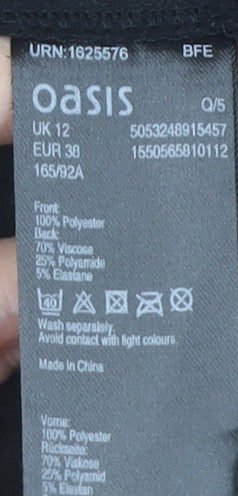 URN:1625576 BFE
oasis Q/5
UK 12 5053248915457
EUR 38 1550565810112
165/92A
Front:
100% Polyester
Back:
70% Viscose
25% Polyamide
5% Elastane
40
Wash separately.
Avoid contact with light colours.
Made in China
Vorne:
100% Polyester
Rückseite:
70% Viskose
25% Polyamid
5% Elastan